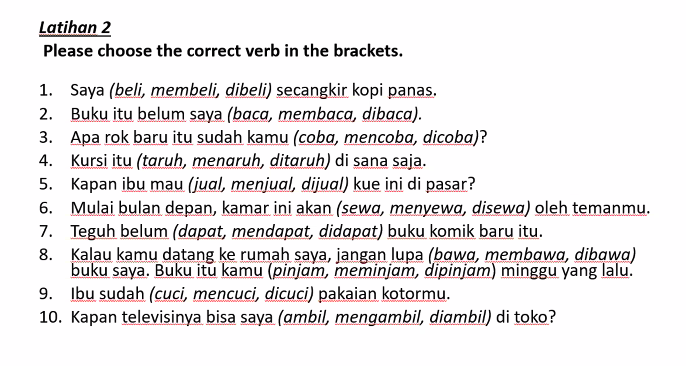 Latihan 2
Please choose the correct verb in the brackets.
1. Saya (beli, membeli, dibeli) secangkir kopi panas.
2. Buku itu belum saya (baca, membaca, dibaca).
3. Apa rok baru itu sudah kamu (coba, mencoba, dicoba)?
4. Kursi itu (taruh, menaruh, ditaruh) di sana saja.
5. Kapan ibu mau (jual, menjual, dijual) kue ini di pasar?
6. Mulai bulan depan, kamar ini akan (sewa, menyewa, disewa) oleh temanmu.
7. Teguh belum (dapat, mendapat, didapat) buku komik baru itu.
8. Kalau kamu datang ke rumah saya, jangan lupa (bawa, membawa, dibawa)
buku saya. Buku itu kamu (pinjam, meminjam, dipinjam) minggu yang lalu.
9. Ibu sudah (cuci, mencuci, dicuci) pakaian kotormu.
10. Kapan televisinya bisa saya (ambil, mengambil, diambil) di toko?